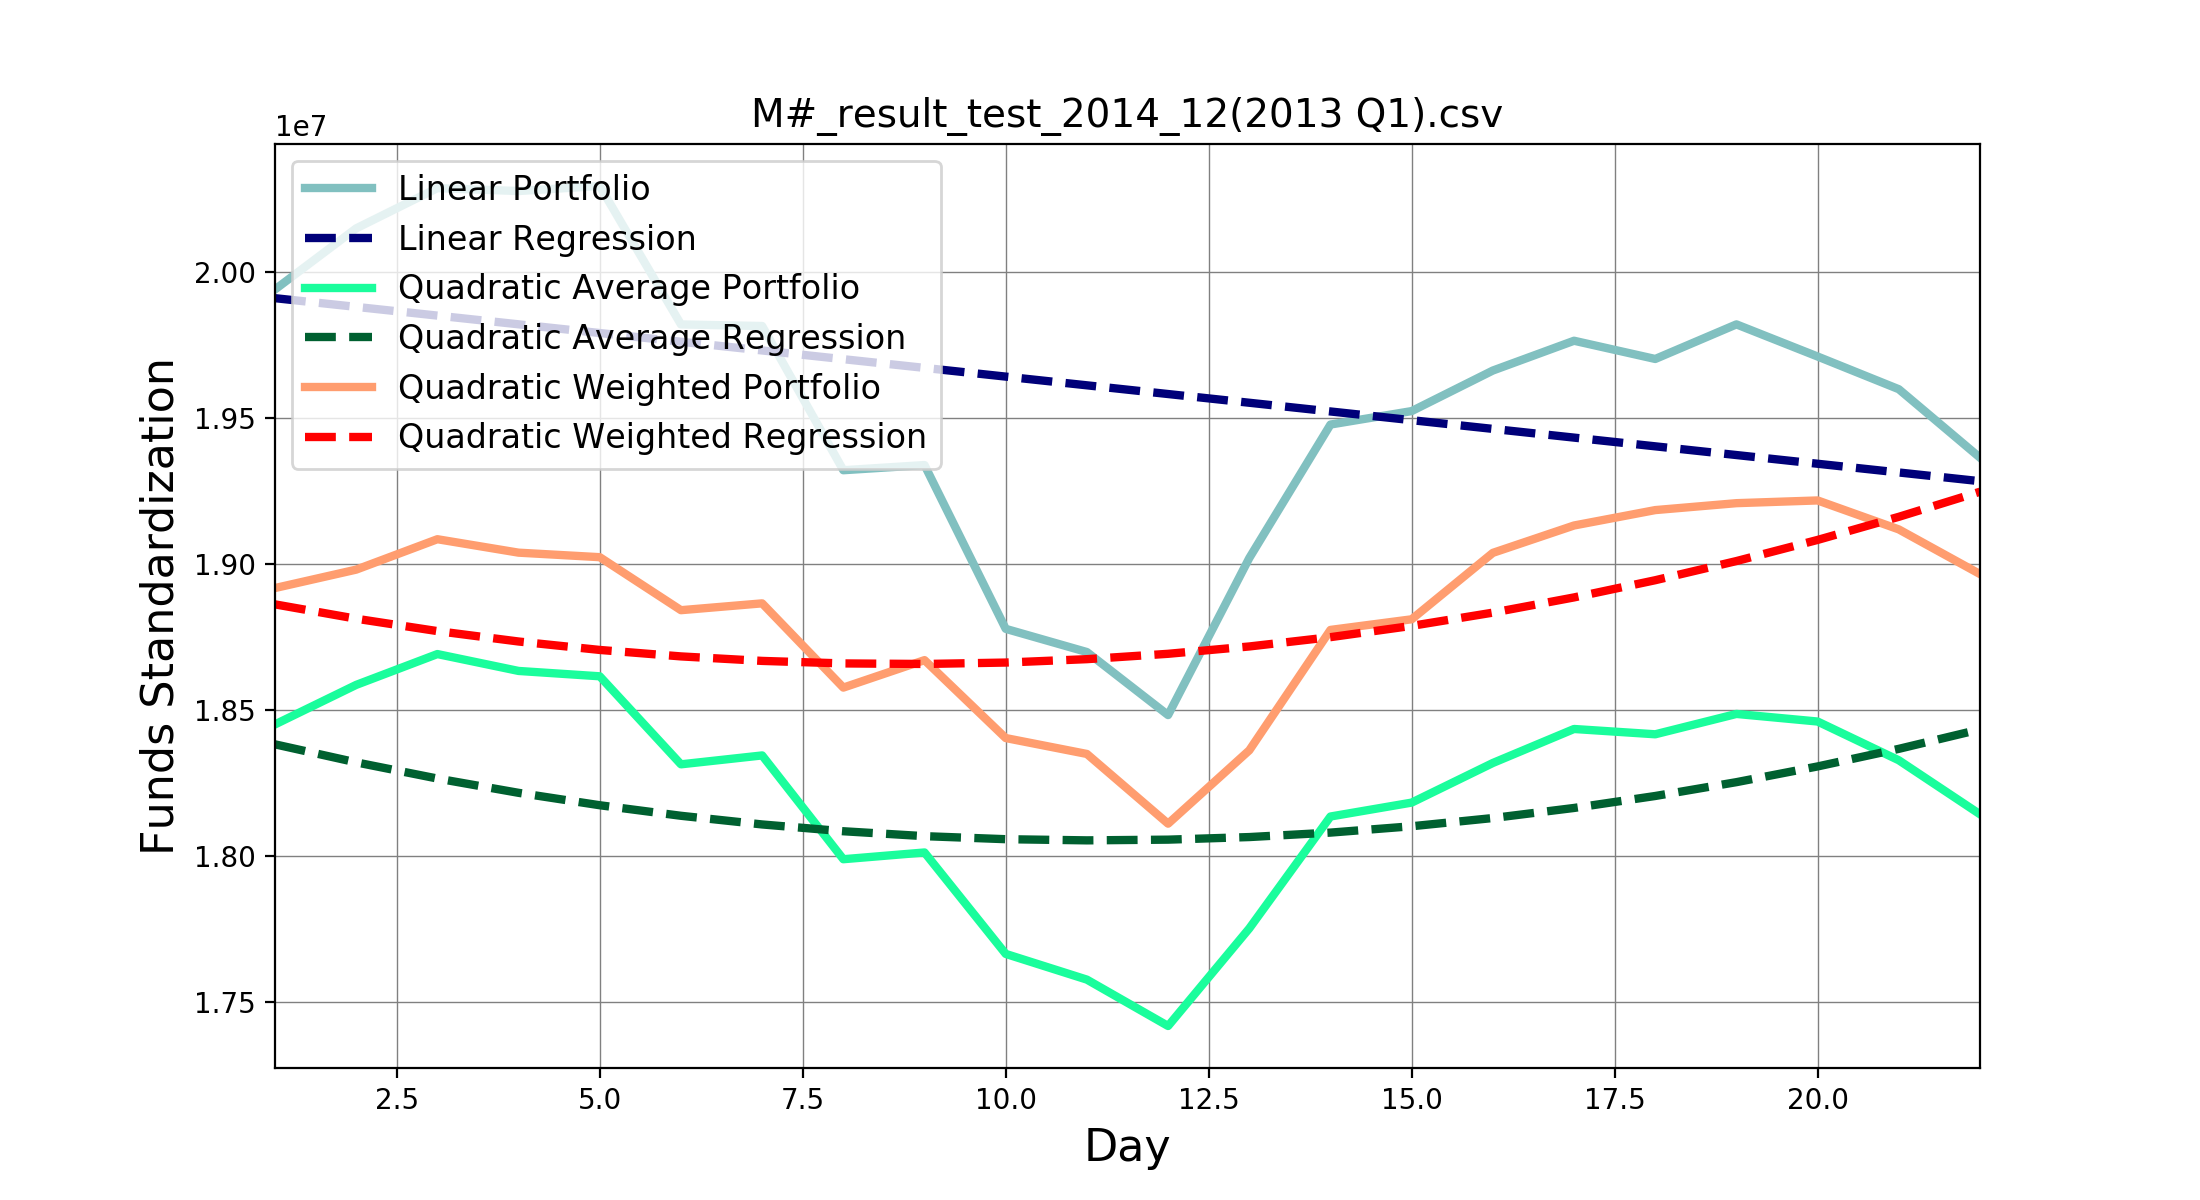 M#_result_test_2014_12(2013 Q1).csv
1e7
Linear Portfolio
Linear Regression
Quadratic Average Portfolio
Quadratic Average Regression
Quadratic Weighted Portfolio
Quadratic Weighted Regression
Funds Standardization
2.00
1.95
1.90
1.85
1.80
1.75
2.5 5.0 7.5 10.0 12.5 15.0 17.5 20.0
Day